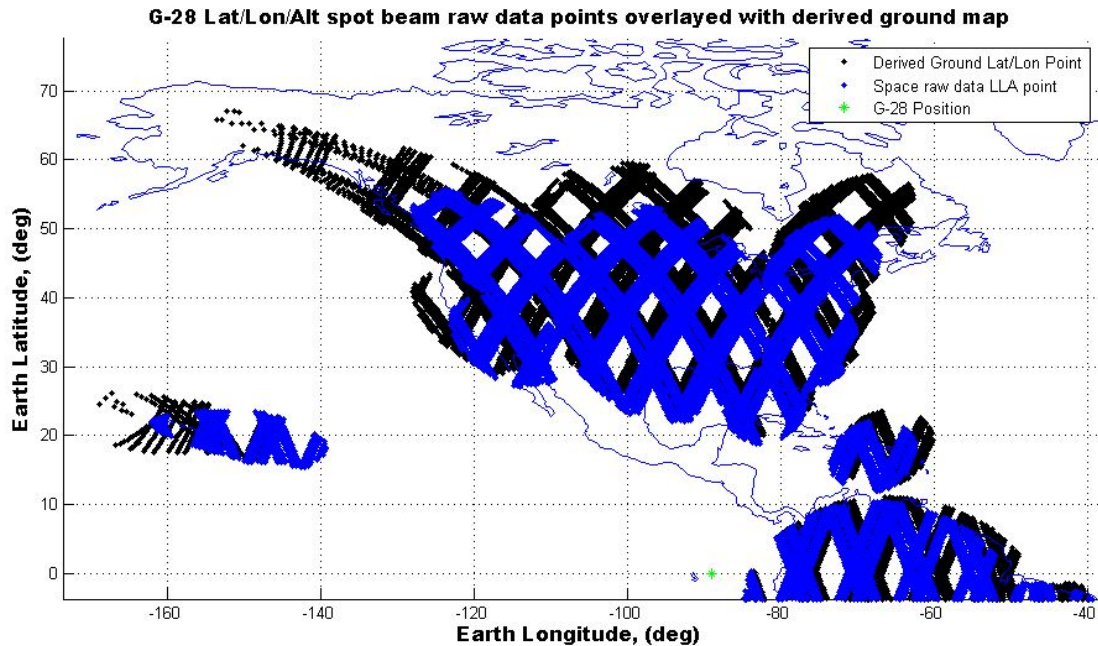 G-28 Lat/Lon/Alt spot beam raw data points overlayed with derived ground map
Derived Ground Lat/Lon Point
Space raw data LLA point
G-28 Position
Earth Latitude, (deg)
70
60
50
40
30
20
10
0
-160
-140
-120
-100
-80
-60
-40
Earth Longitude, (deg)